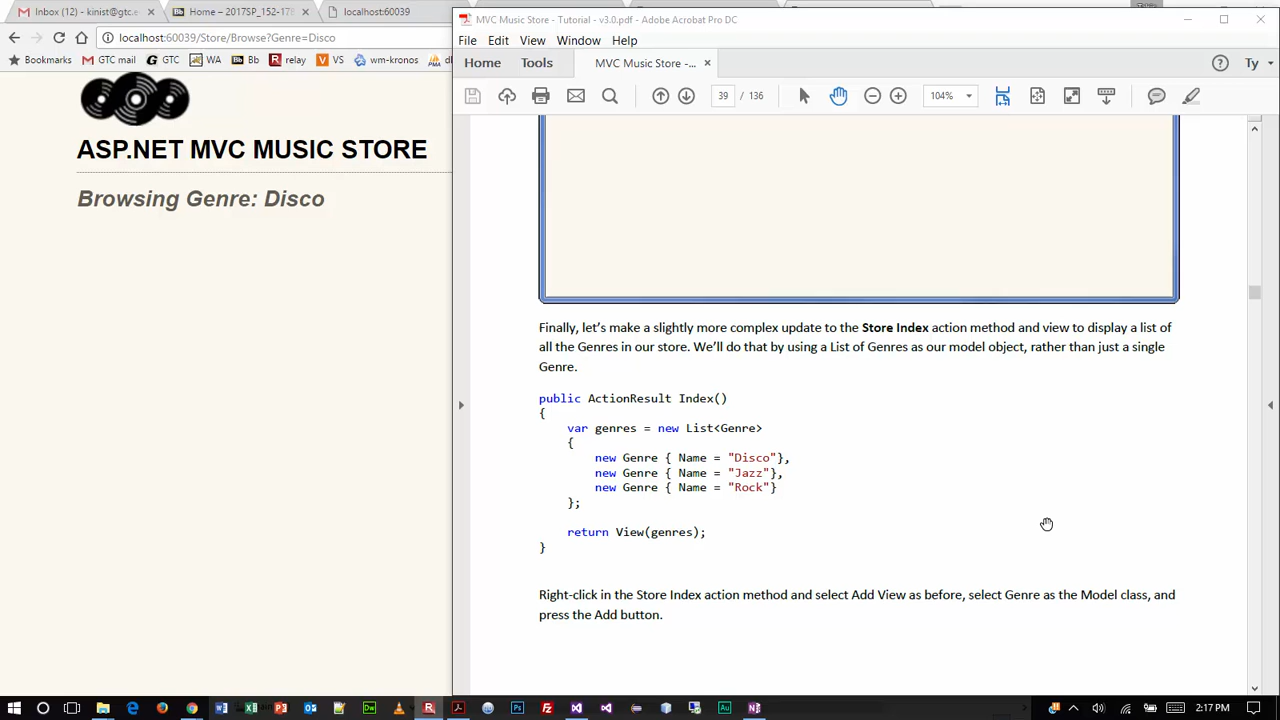 Inbox (12) - kinist@gtc.e
Home – 2017SP_152-17
localhost:60039
localhost:60039/Store/Browse?Genre=Disco
Bookmarks GTC mail GTC WA Bb relay VS wm-kronos
ASP.NET MVC MUSIC STORE
Browsing Genre: Disco
MVC Music Store - Tutorial - v3.0.pdf - Adobe Acrobat Pro DC
File Edit View Window Help
Home Tools MVC Music Store -... Ty
39 / 136 104%
Finally, let's make a slightly more complex update to the Store Index action method and view to display a list of
all the Genres in our store. We'll do that by using a List of Genres as our model object, rather than just a single
Genre.
public ActionResult Index()
{
var genres = new List<Genre>
{
new Genre { Name = "Disco"},
new Genre { Name = "Jazz"},
new Genre { Name = "Rock"}
};
return View(genres);
}
Right-click in the Store Index action method and select Add View as before, select Genre as the Model class, and
press the Add button.
2:17 PM